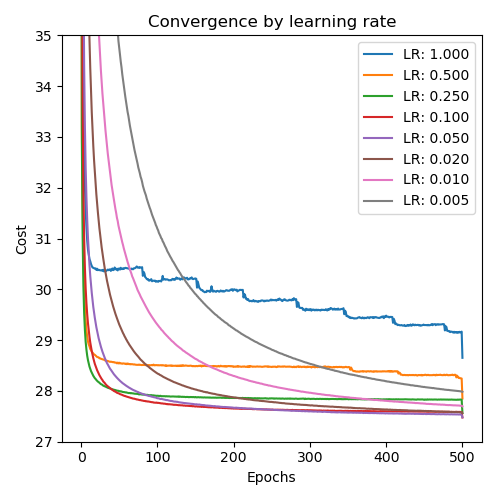 Convergence by learning rate
35
34
33
32
31
30
29
28
27
Cost
0
100
200
300
400
500
Epochs
LR: 1.000
LR: 0.500
LR: 0.250
LR: 0.100
LR: 0.050
LR: 0.020
LR: 0.010
LR: 0.005